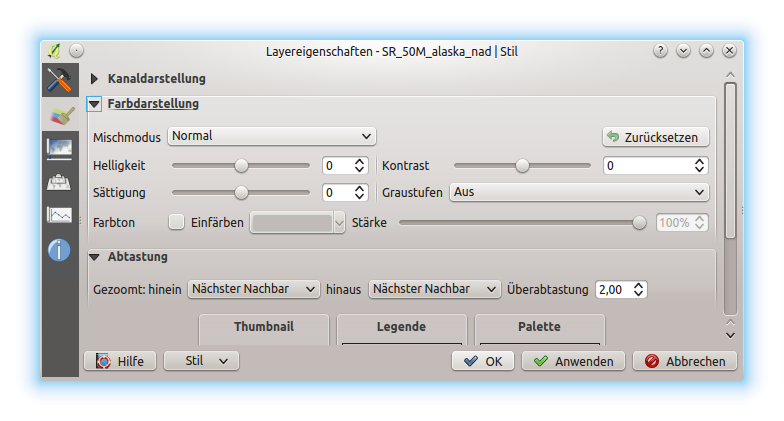 Layereigenschaften - SR_50M_alaska_nad | Stil
Kanaldarstellung
Farbdarstellung
Mischmodus Normal Zurücksetzen
Helligkeit 0 Kontrast 0
Sättigung 0 Graustufen Aus
Farbton Einfärben Stärke 100%
Abtastung
Gezoomt: hinein Nächster Nachbar hinaus Nächster Nachbar Überabtastung 2,00
Thumbnail Legende Palette
Hilfe Stil OK Anwenden Abbrechen